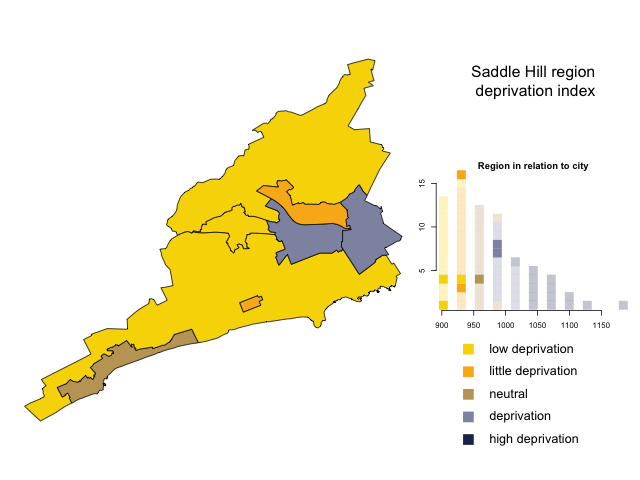 Saddle Hill region
deprivation index
Region in relation to city
15
10
5
900 950 1000 1050 1100 1150
low deprivation
little deprivation
neutral
deprivation
high deprivation